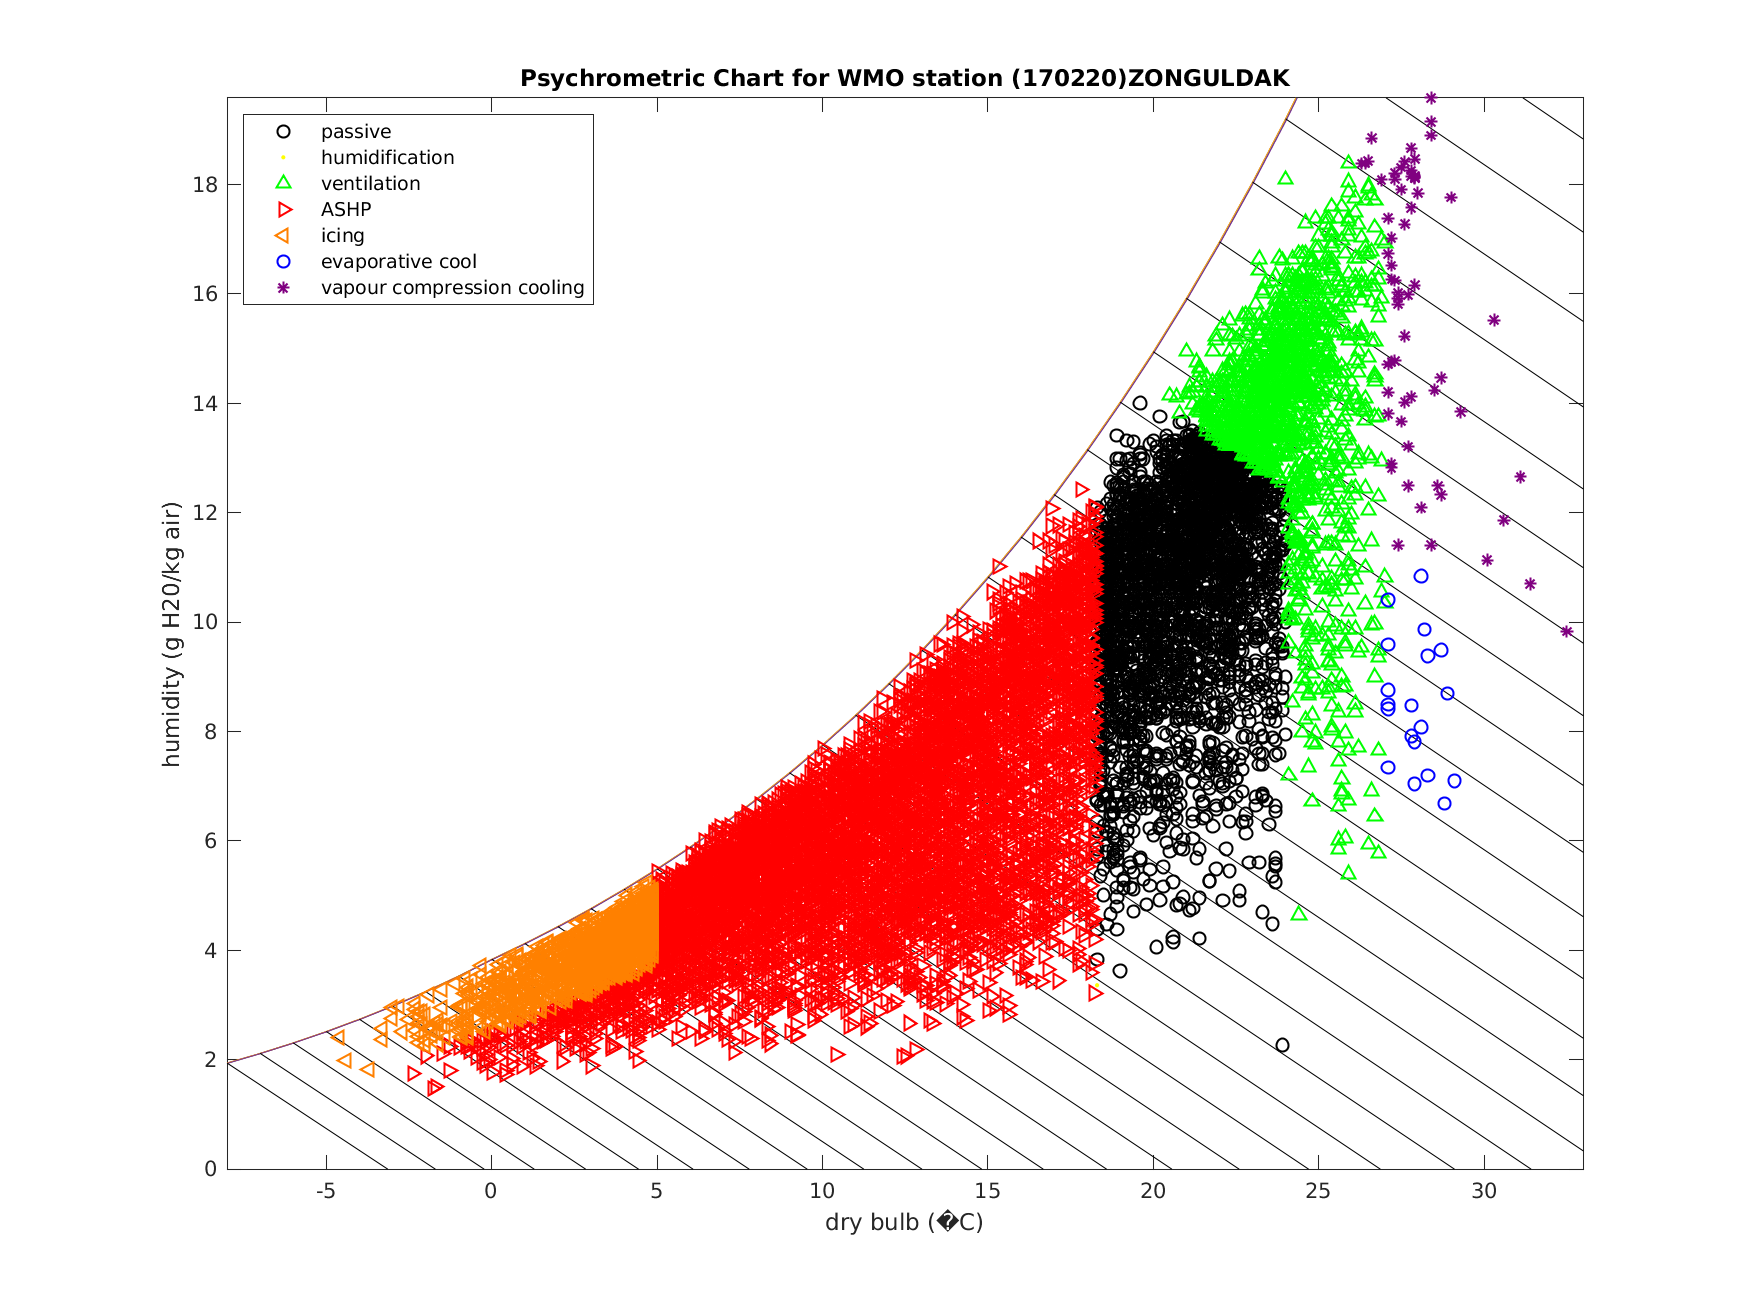 Psychrometric Chart for WMO station (170220)ZONGULDAK
passive
humidification
ventilation
ASHP
icing
evaporative cool
vapour compression cooling
humidity (g H20/kg air)
18
16
14
12
10
8
6
4
2
0
-5
0
5
10
15
20
25
30
dry bulb (�C)